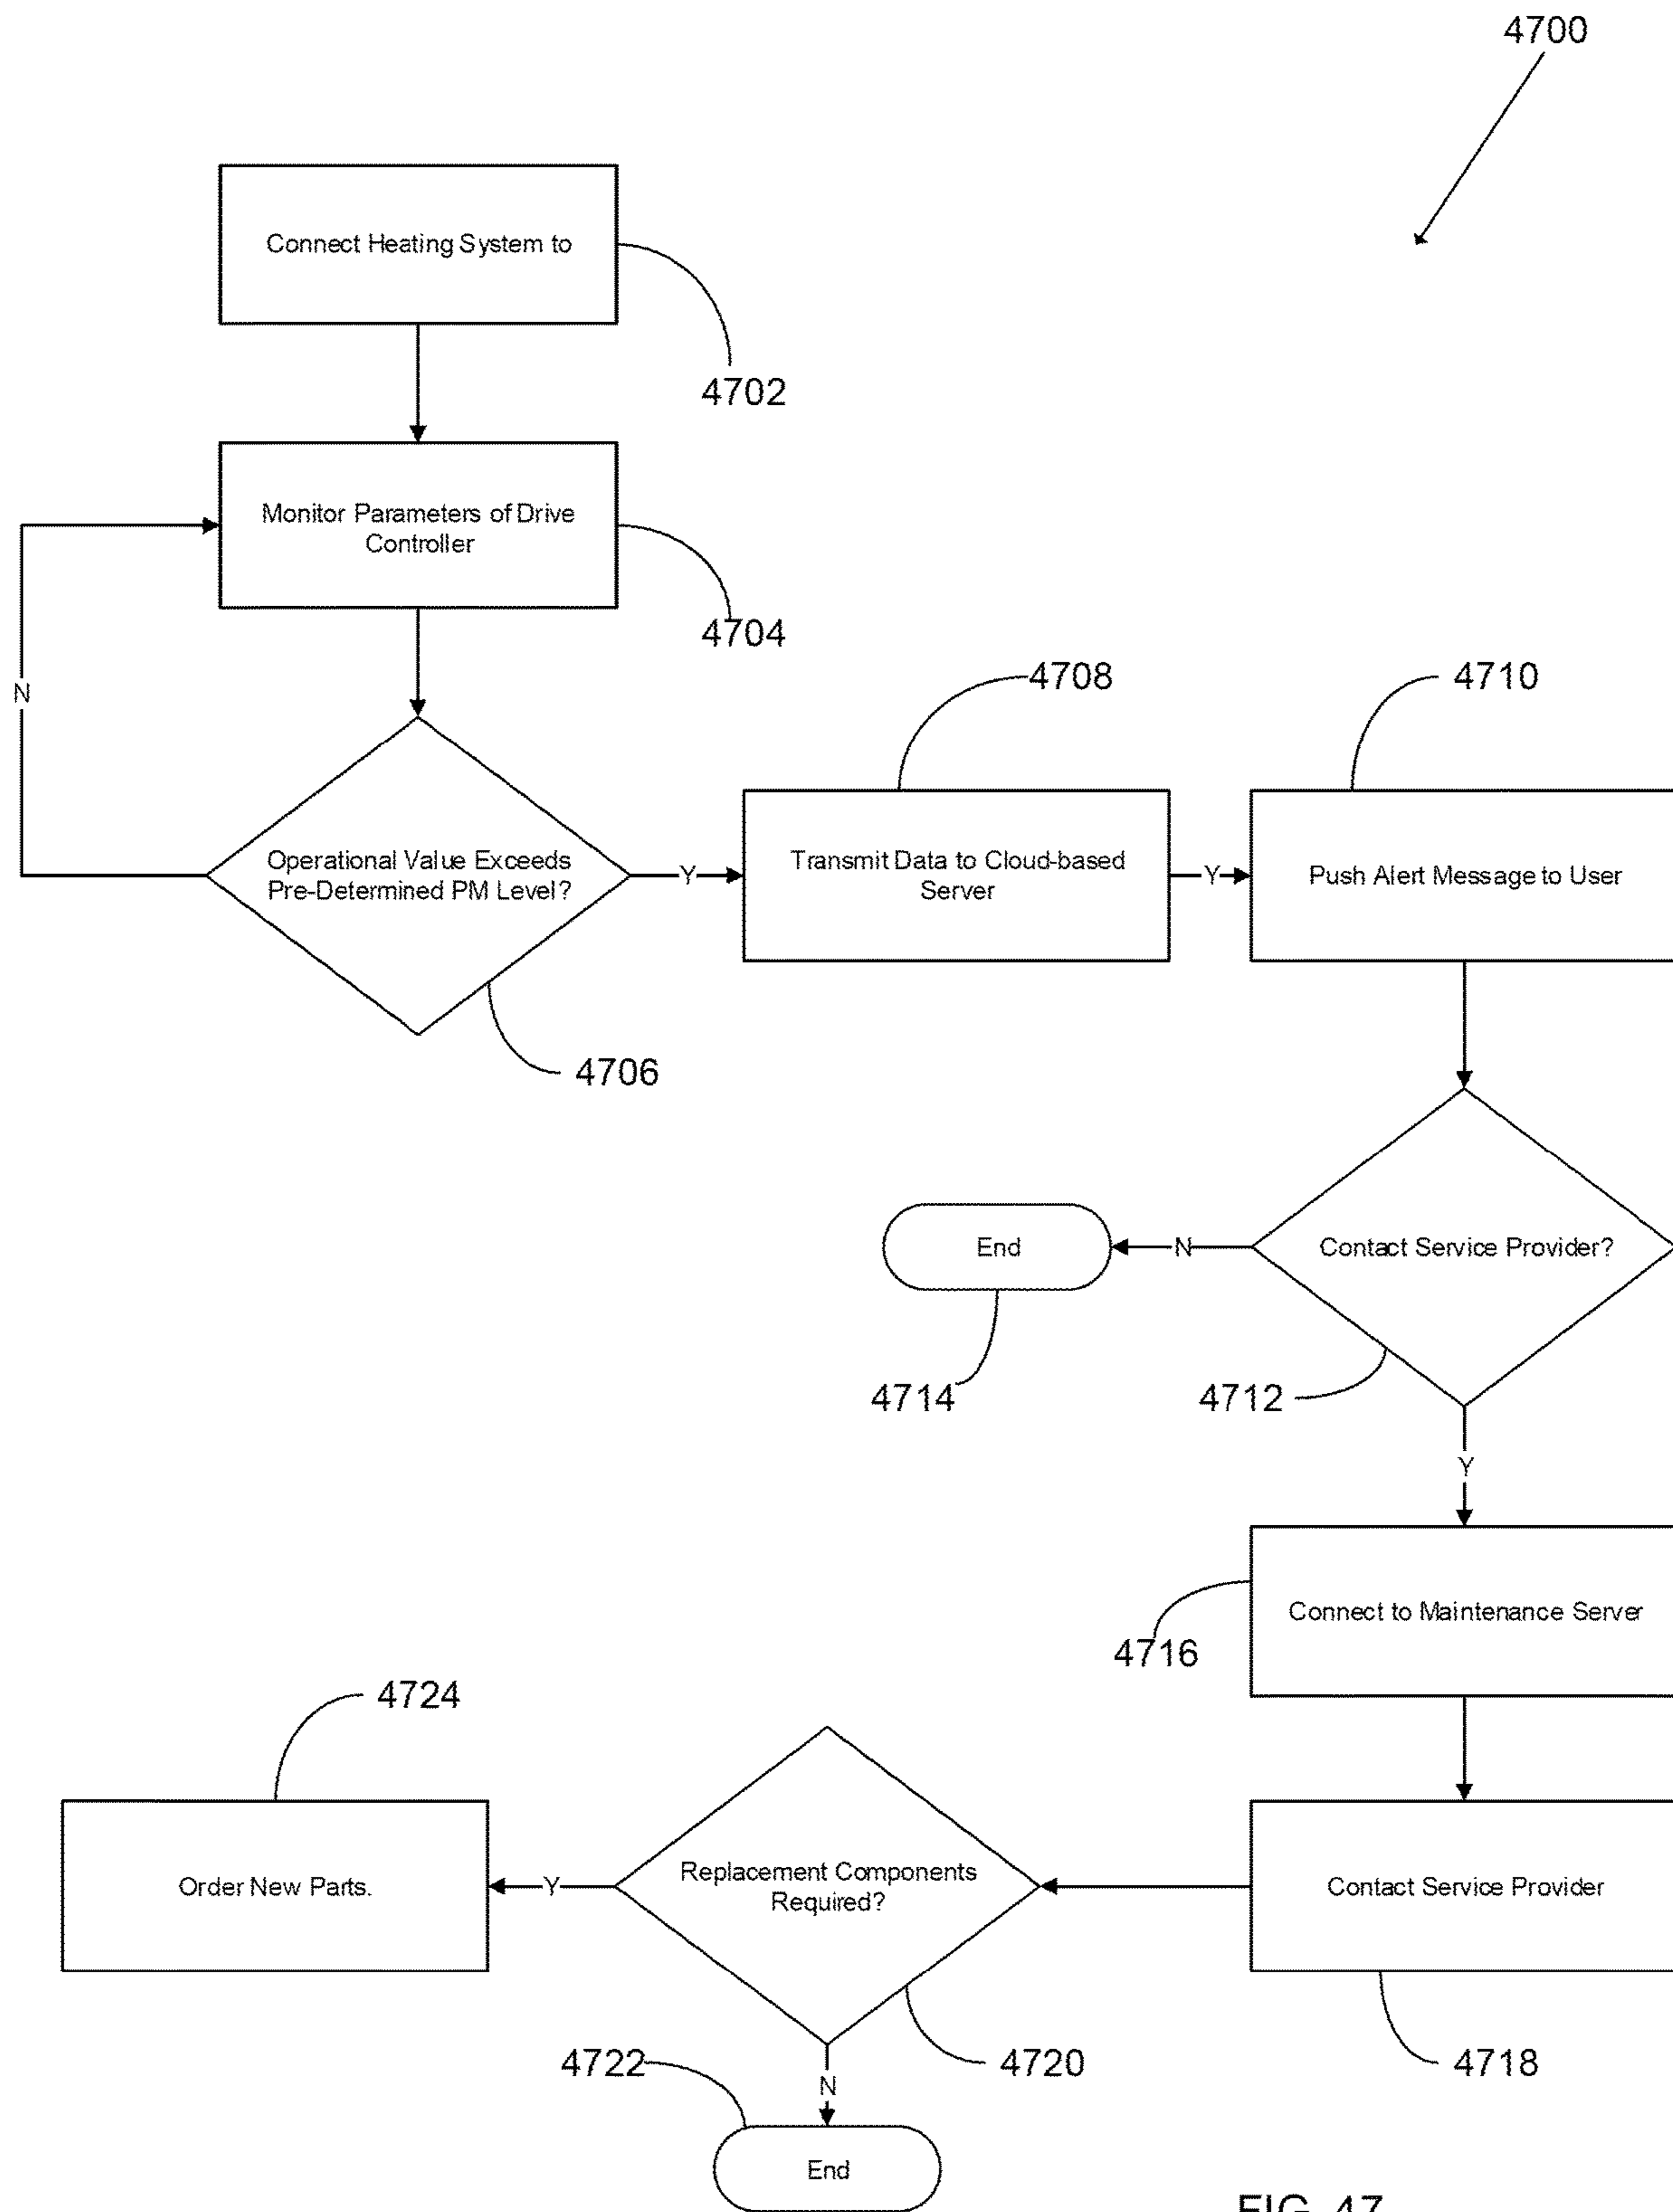 4700
Connect Heating System to
4702
Monitor Parameters of Drive
Controller
4704
N
4708
4710
Operational Value Exceeds
Pre-Determined PM Level?
Y
Transmit Data to Cloud-based
Server
Y
Push Alert Message to User
4706
End
N
Contact Service Provider?
4714
4712
Y
Connect to Maintenance Server
4716
4724
Order New Parts.
Y
Replacement Components
Required?
Contact Service Provider
4722
4720
4718
N
End
FIG. 47